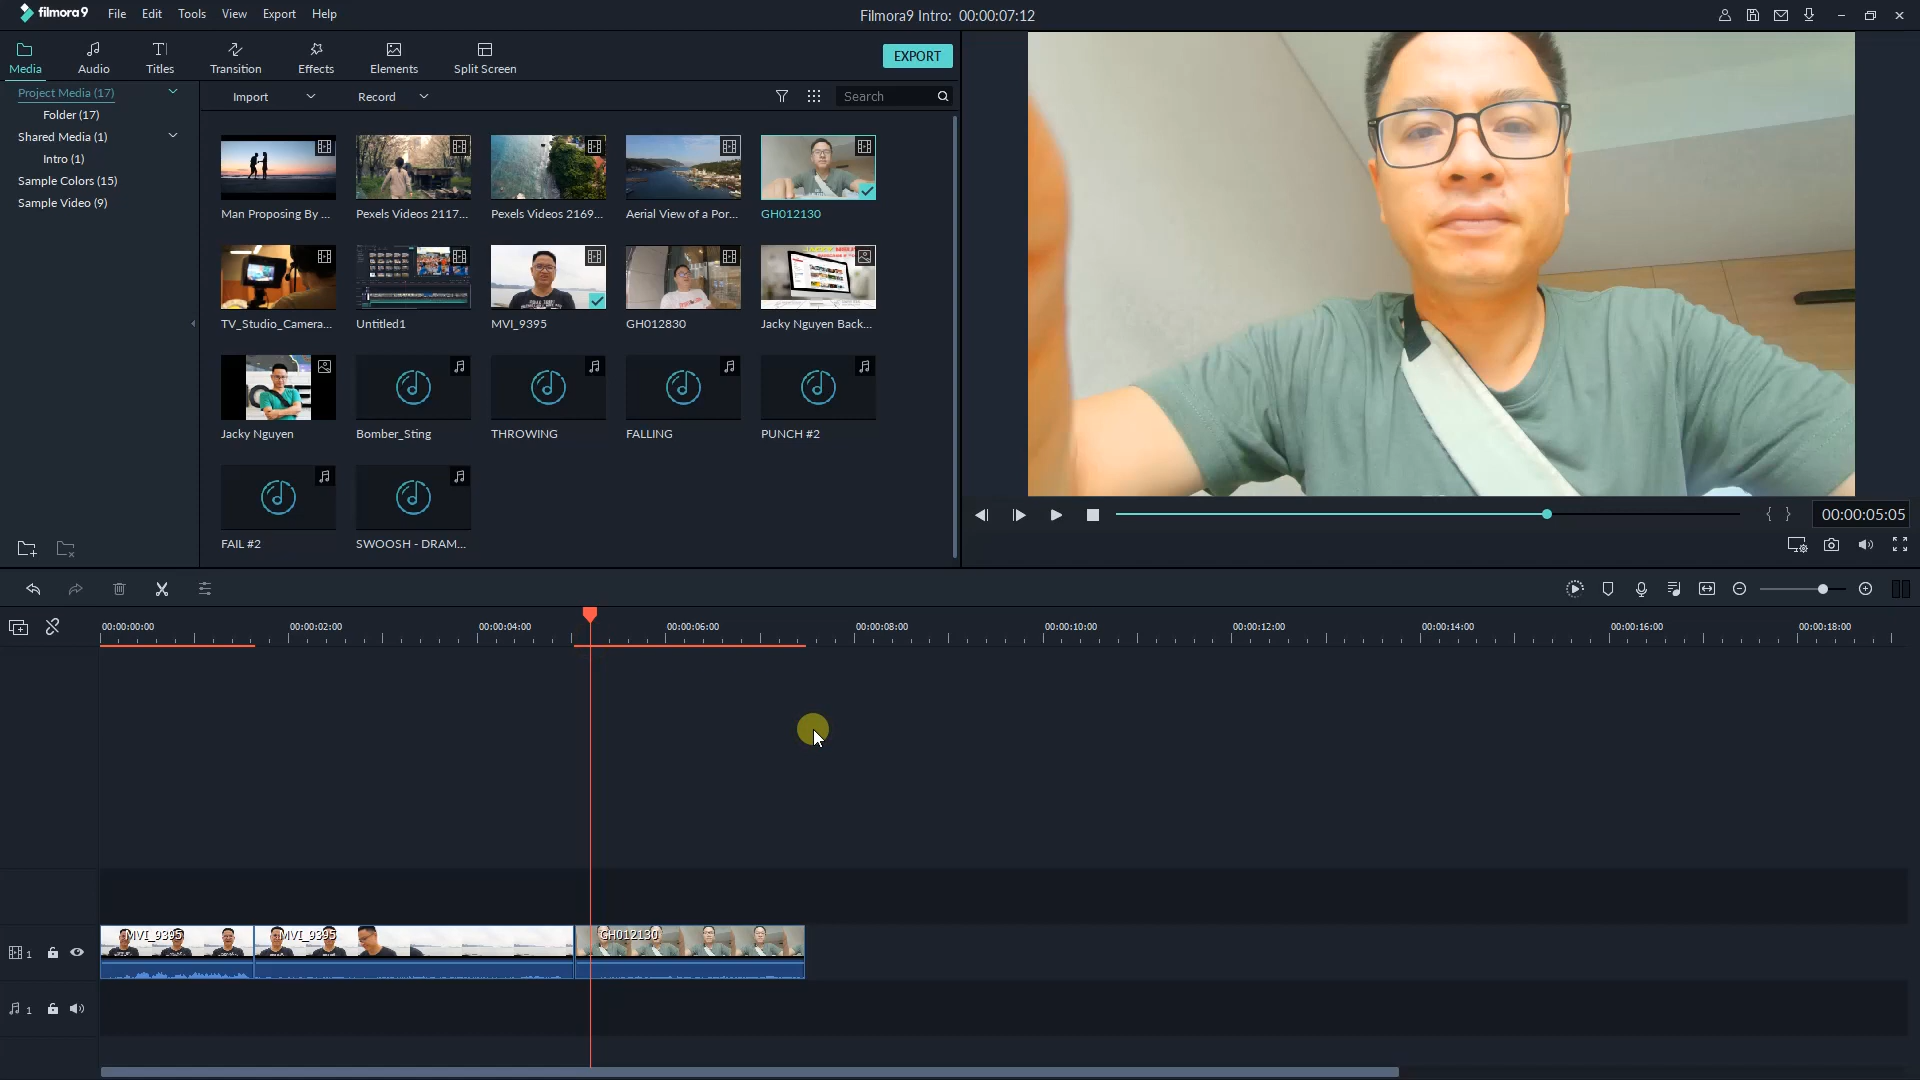 filmora9 File Edit Tools View Export Help Filmora9 Intro: 00:00:07:12
Media Audio Titles Transition Effects Elements Split Screen EXPORT
Project Media (17)
Folder (17)
Shared Media (1)
Intro (1)
Sample Colors (15)
Sample Video (9)
Import Record Search
Man Proposing By ... Pexels Videos 2117... Pexels Videos 2169... Aerial View of a Por... GH012130
TV_Studio_Camera... Untitled1 MVI_9395 GH012830 Jacky Nguyen Back...
Jacky Nguyen Bomber_Sting THROWING FALLING PUNCH #2
FAIL #2 SWOOSH - DRAM...
{ } 00:00:05:05
00:00:00:00 00:00:02:00 00:00:04:00 00:00:06:00 00:00:08:00 00:00:10:00 00:00:12:00 00:00:14:00 00:00:16:00 00:00:18:00
MVI_9395 MVI_9395 GH012130
1
1